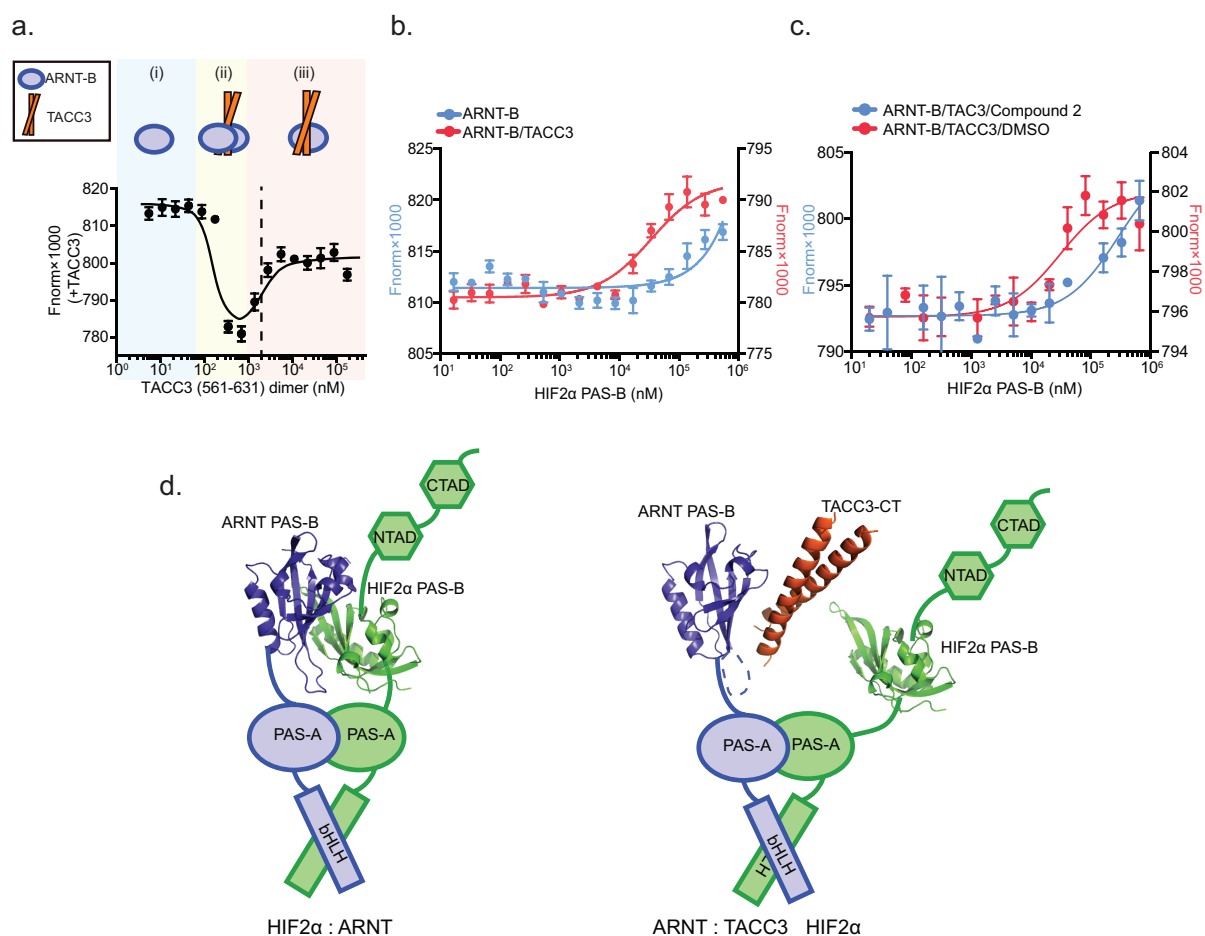 a.
ARNT-B
TACC3
(i)
(ii)
(iii)
820
810
800
790
780
Fnorm×1000
(+TACC3)
10⁰ 10¹ 10² 10³ 10⁴ 10⁵
TACC3 (561-631) dimer (nM)
b.
ARNT-B
ARNT-B/TACC3
825
820
815
810
805
Fnorm×1000
795
790
785
780
775
Fnorm×1000
10¹ 10² 10³ 10⁴ 10⁵ 10⁶
HIF2α PAS-B (nM)
c.
ARNT-B/TAC3/Compound 2
ARNT-B/TACC3/DMSO
805
800
795
790
Fnorm×1000
804
802
800
798
796
794
Fnorm×1000
10¹ 10² 10³ 10⁴ 10⁵ 10⁶
HIF2α PAS-B (nM)
d.
CTAD
NTAD
ARNT PAS-B
HIF2α PAS-B
PAS-A
PAS-A
bHLH
HIF2α : ARNT
ARNT PAS-B
TACC3-CT
CTAD
NTAD
HIF2α PAS-B
PAS-A
PAS-A
bHLH
ARNT : TACC3 HIF2α